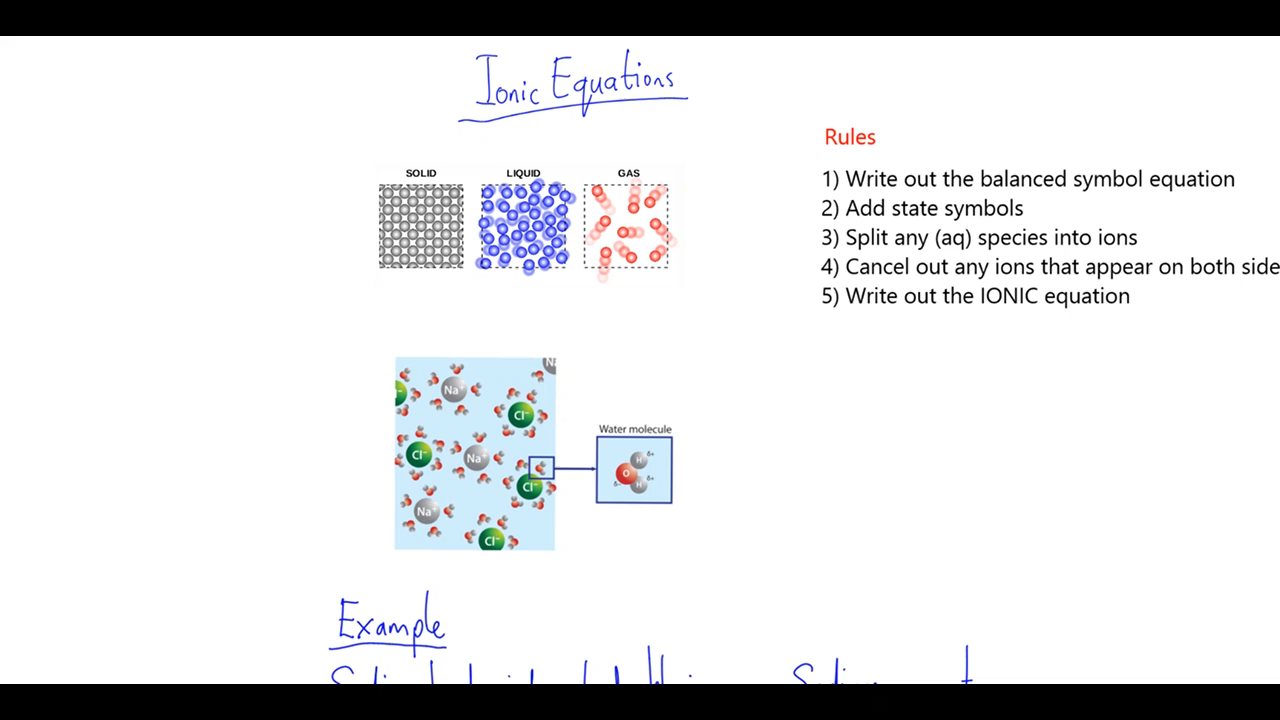 Ionic Equations
SOLID LIQUID GAS
Rules
1) Write out the balanced symbol equation
2) Add state symbols
3) Split any (aq) species into ions
4) Cancel out any ions that appear on both side
5) Write out the IONIC equation
Na
Na⁺
Cl⁻
Cl⁻
Water molecule
Cl⁻
Na⁺
H δ+
O
δ- H δ+
Cl⁻
Na⁺
Cl⁻
Example